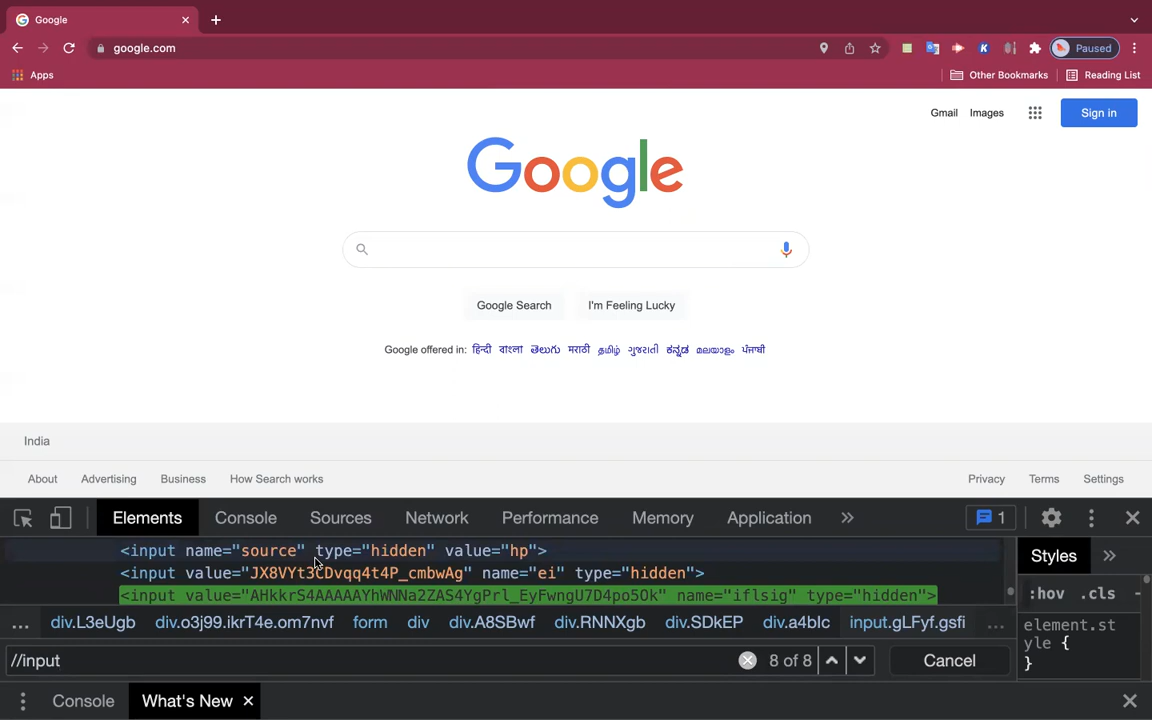 Google
google.com
Paused
Apps
Other Bookmarks
Reading List
Gmail
Images
Sign in
Google
Google Search
I'm Feeling Lucky
Google offered in: हिन्दी বাংলা తెలుగు मराठी தமிழ் ગુજરાતી ಕನ್ನಡ മലയാളം ਪੰਜਾਬੀ
India
About
Advertising
Business
How Search works
Privacy
Terms
Settings
Elements
Console
Sources
Network
Performance
Memory
Application
»
1
<input name="source" type="hidden" value="hp">
<input value="JX8VYt3CDvqq4t4P_cmbwAg" name="ei" type="hidden">
<input value="AHkkrS4AAAAAYhWNNa2ZAS4YgPrl_EyFwngU7D4po5Ok" name="iflsig" type="hidden">
Styles
»
:hov .cls
element.st
yle {
}
... div.L3eUgb div.o3j99.ikrT4e.om7nvf form div div.A8SBwf div.RNNXgb div.SDkEP div.a4bIc input.gLFyf.gsfi ...
//input
8 of 8
Cancel
Console
What's New